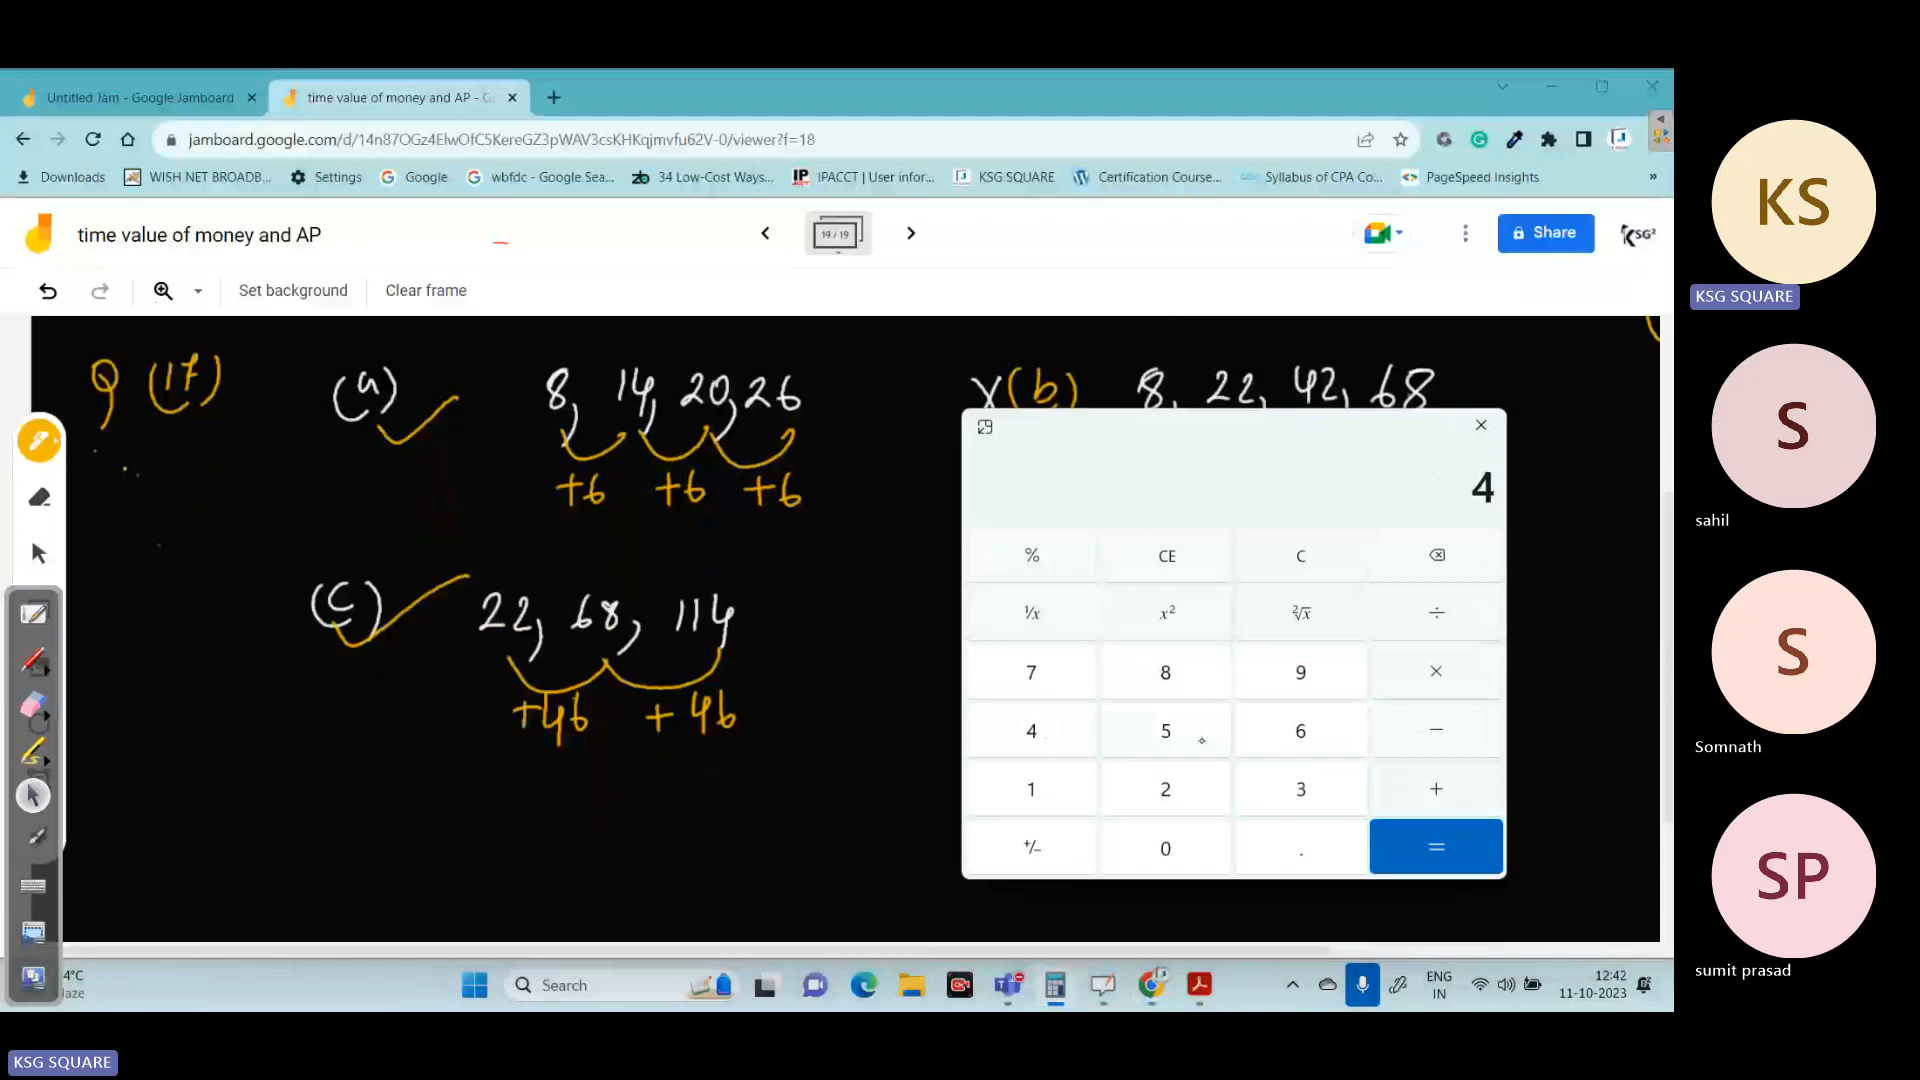 Untitled Jam - Google Jamboard
time value of money and AP - G
jamboard.google.com/d/14n87OGz4ElwOfC5KereGZ3pWAV3csKHKqjmvfu62V-0/viewer?f=18
Downloads WISH NET BROADB... Settings Google wbfdc - Google Sea... 34 Low-Cost Ways... IPACCT | User infor... KSG SQUARE Certification Course... Syllabus of CPA Co... PageSpeed Insights »
time value of money and AP
19 / 19
Share
KSG²
Set background Clear frame
Q (17) (a) 8, 14, 20, 26
+6 +6 +6
x (b) 8, 22, 42, 68
(C) 22, 68, 114
+46 + 46
4
% CE C
1/x x² ²√x ÷
7 8 9 ×
4 5 6 −
1 2 3 +
+/− 0 . =
KS
KSG SQUARE
S
sahil
S
Somnath
SP
sumit prasad
4°C
aze
Search
ENG
IN
12:42
11-10-2023
KSG SQUARE